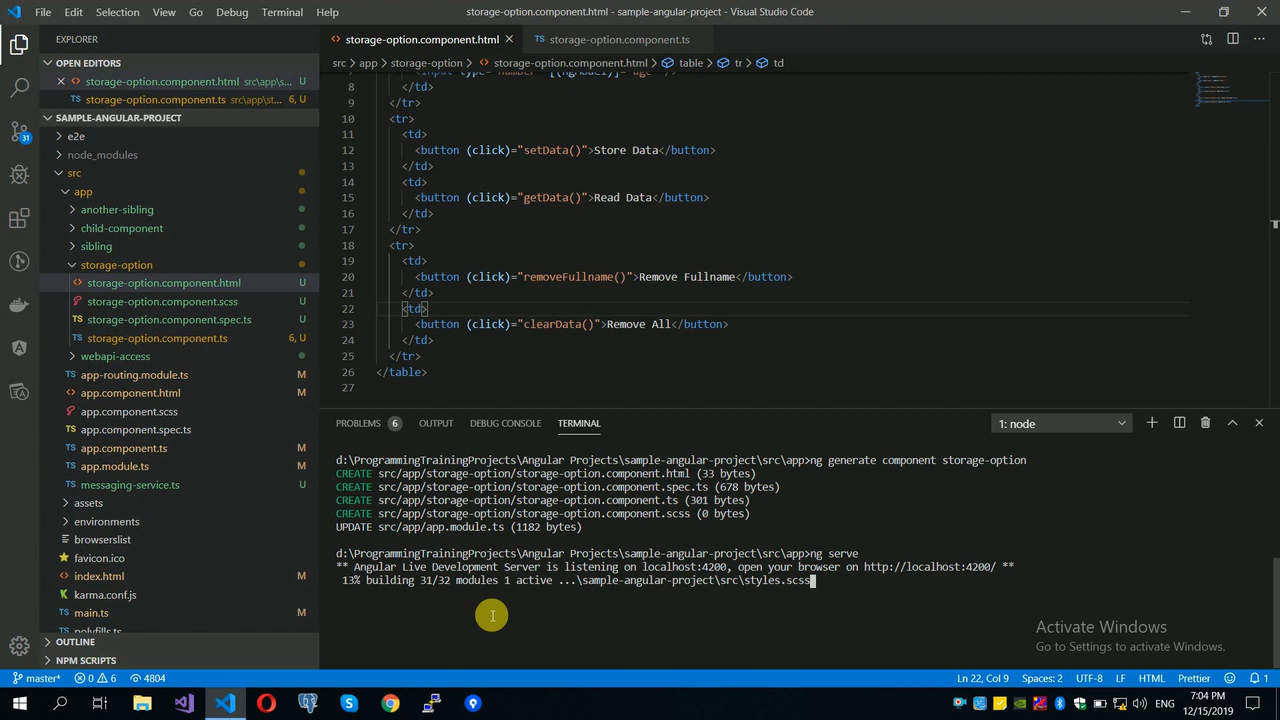 File Edit Selection View Go Debug Terminal Help
storage-option.component.html - sample-angular-project - Visual Studio Code
EXPLORER
OPEN EDITORS
storage-option.component.html src\app\s... U
storage-option.component.ts src\app\st... 6, U
SAMPLE-ANGULAR-PROJECT
e2e
node_modules
src
app
another-sibling
child-component
sibling
storage-option
storage-option.component.html U
storage-option.component.scss U
storage-option.component.spec.ts U
storage-option.component.ts 6, U
webapi-access
app-routing.module.ts M
app.component.html M
app.component.scss
app.component.spec.ts
app.component.ts M
app.module.ts M
messaging-service.ts U
assets
environments
browserslist
favicon.ico
index.html M
karma.conf.js
main.ts M
polyfills.ts
OUTLINE
NPM SCRIPTS
31
storage-option.component.html
storage-option.component.ts
src > app > storage-option > storage-option.component.html > table > tr > td
7 <input type="number" [(ngModel)]="age" />
8 </td>
9 </tr>
10 <tr>
11 <td>
12 <button (click)="setData()">Store Data</button>
13 </td>
14 <td>
15 <button (click)="getData()">Read Data</button>
16 </td>
17 </tr>
18 <tr>
19 <td>
20 <button (click)="removeFullname()">Remove Fullname</button>
21 </td>
22 <td>
23 <button (click)="clearData()">Remove All</button>
24 </td>
25 </tr>
26 </table>
27
PROBLEMS 6 OUTPUT DEBUG CONSOLE TERMINAL 1: node
d:\ProgrammingTrainingProjects\Angular Projects\sample-angular-project\src\app>ng generate component storage-option
CREATE src/app/storage-option/storage-option.component.html (33 bytes)
CREATE src/app/storage-option/storage-option.component.spec.ts (678 bytes)
CREATE src/app/storage-option/storage-option.component.ts (301 bytes)
CREATE src/app/storage-option/storage-option.component.scss (0 bytes)
UPDATE src/app/app.module.ts (1182 bytes)
d:\ProgrammingTrainingProjects\Angular Projects\sample-angular-project\src\app>ng serve
** Angular Live Development Server is listening on localhost:4200, open your browser on http://localhost:4200/ **
13% building 31/32 modules 1 active ...\sample-angular-project\src\styles.scss
Activate Windows
Go to Settings to activate Windows.
master* 0 6 4804 Ln 22, Col 9 Spaces: 2 UTF-8 LF HTML Prettier 1
ENG
7:04 PM
12/15/2019